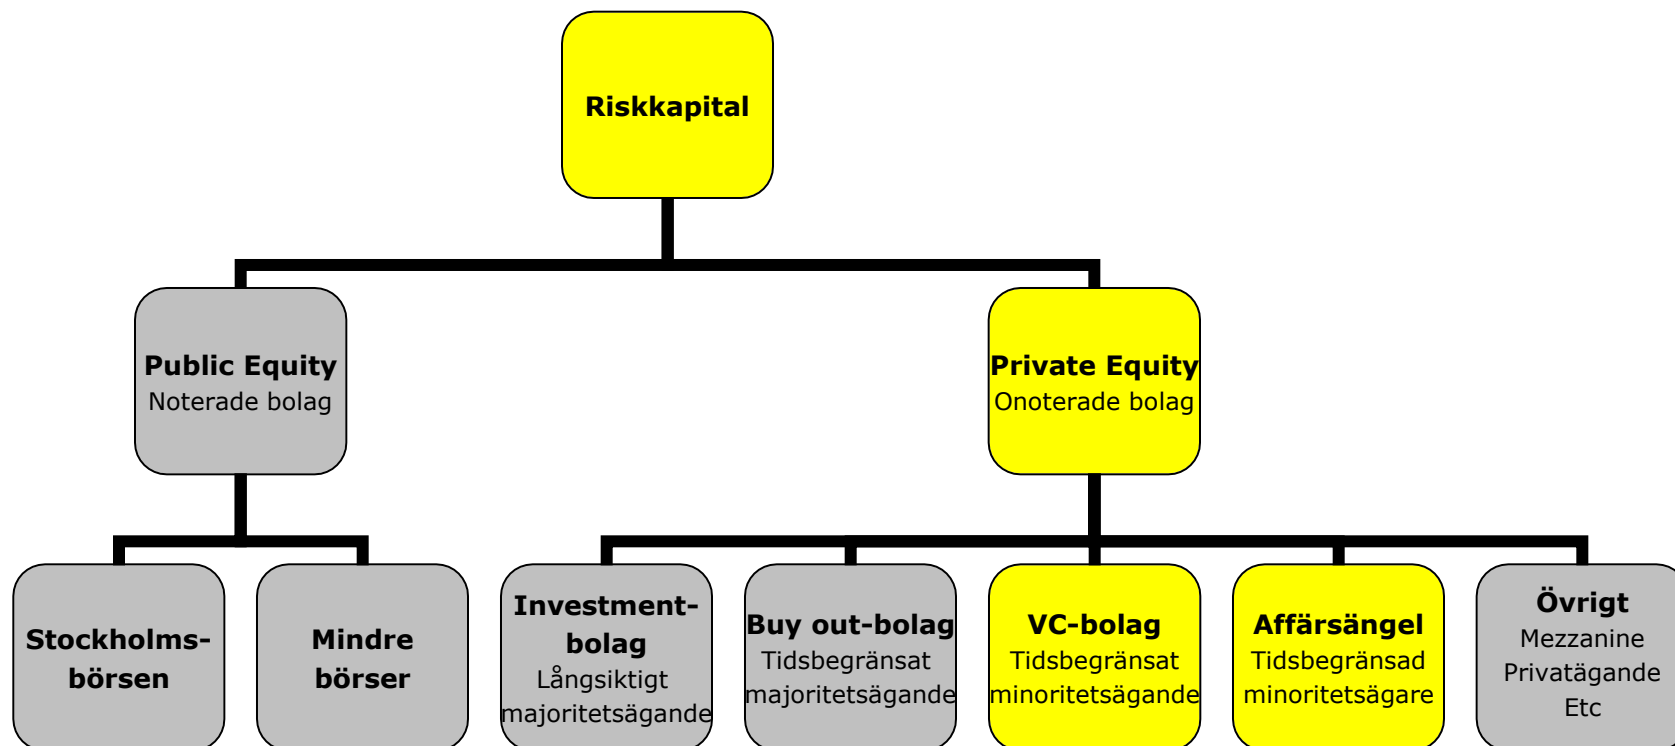 Riskkapital
Public Equity
Noterade bolag
Private Equity
Onoterade bolag
Stockholms-
börsen
Mindre
börser
Investment-
bolag
Långsiktigt
majoritetsägande
Buy out-bolag
Tidsbegränsat
majoritetsägande
VC-bolag
Tidsbegränsat
minoritetsägande
Affärsängel
Tidsbegränsad
minoritetsägare
Övrigt
Mezzanine
Privatägande
Etc